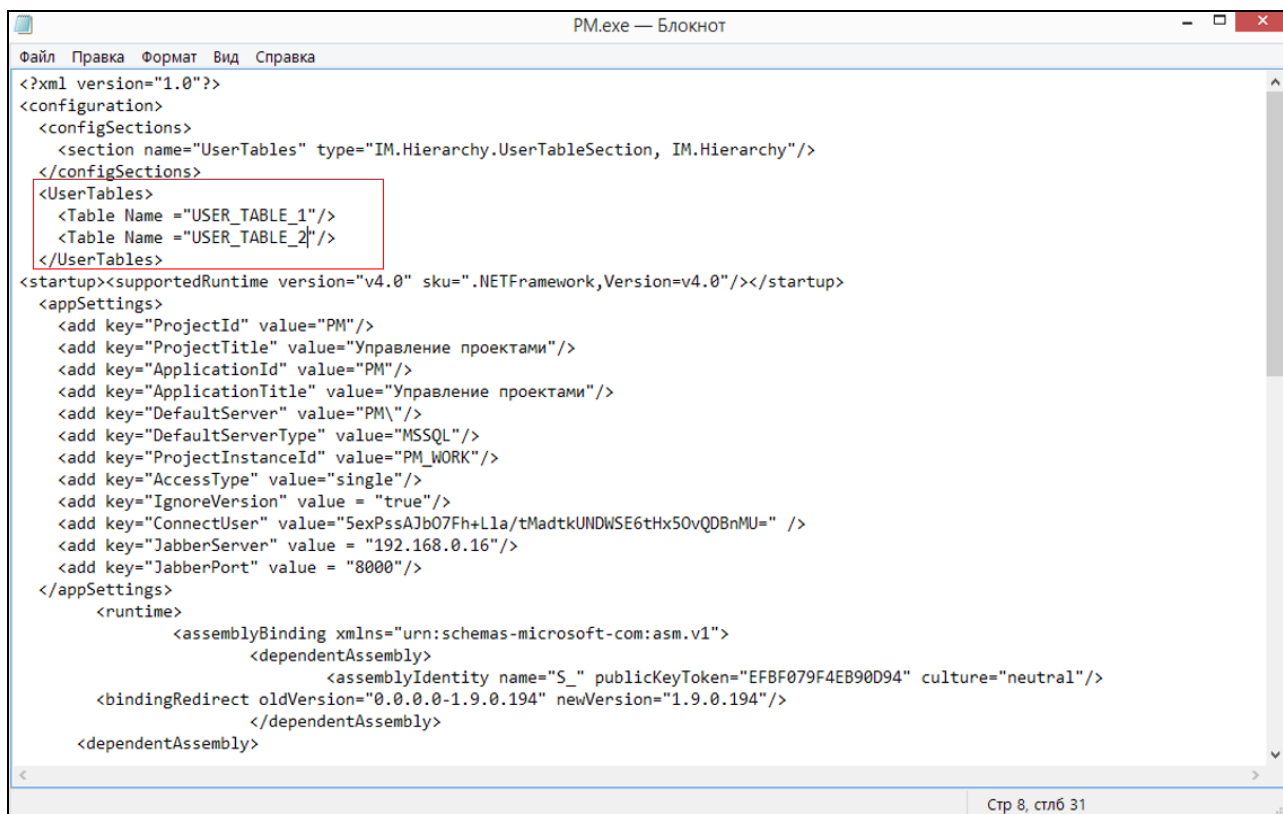 PM.exe — Блокнот
Файл Правка Формат Вид Справка
<?xml version="1.0"?>
<configuration>
<configSections>
<section name="UserTables" type="IM.Hierarchy.UserTableSection, IM.Hierarchy"/>
</configSections>
<UserTables>
<Table Name ="USER_TABLE_1"/>
<Table Name ="USER_TABLE_2"/>
</UserTables>
<startup><supportedRuntime version="v4.0" sku=".NETFramework,Version=v4.0"/></startup>
<appSettings>
<add key="ProjectId" value="PM"/>
<add key="ProjectTitle" value="Управление проектами"/>
<add key="ApplicationId" value="PM"/>
<add key="ApplicationTitle" value="Управление проектами"/>
<add key="DefaultServer" value="PM\"/>
<add key="DefaultServerType" value="MSSQL"/>
<add key="ProjectInstanceId" value="PM_WORK"/>
<add key="AccessType" value="single"/>
<add key="IgnoreVersion" value = "true"/>
<add key="ConnectUser" value="5exPssAJbO7Fh+Lla/tMadtkUNDWSE6tHx5OvQDBnMU=" />
<add key="JabberServer" value = "192.168.0.16"/>
<add key="JabberPort" value = "8000"/>
</appSettings>
<runtime>
<assemblyBinding xmlns="urn:schemas-microsoft-com:asm.v1">
<dependentAssembly>
<assemblyIdentity name="S_" publicKeyToken="EFBF079F4EB90D94" culture="neutral"/>
<bindingRedirect oldVersion="0.0.0.0-1.9.0.194" newVersion="1.9.0.194"/>
</dependentAssembly>
<dependentAssembly>
Стр 8, стлб 31